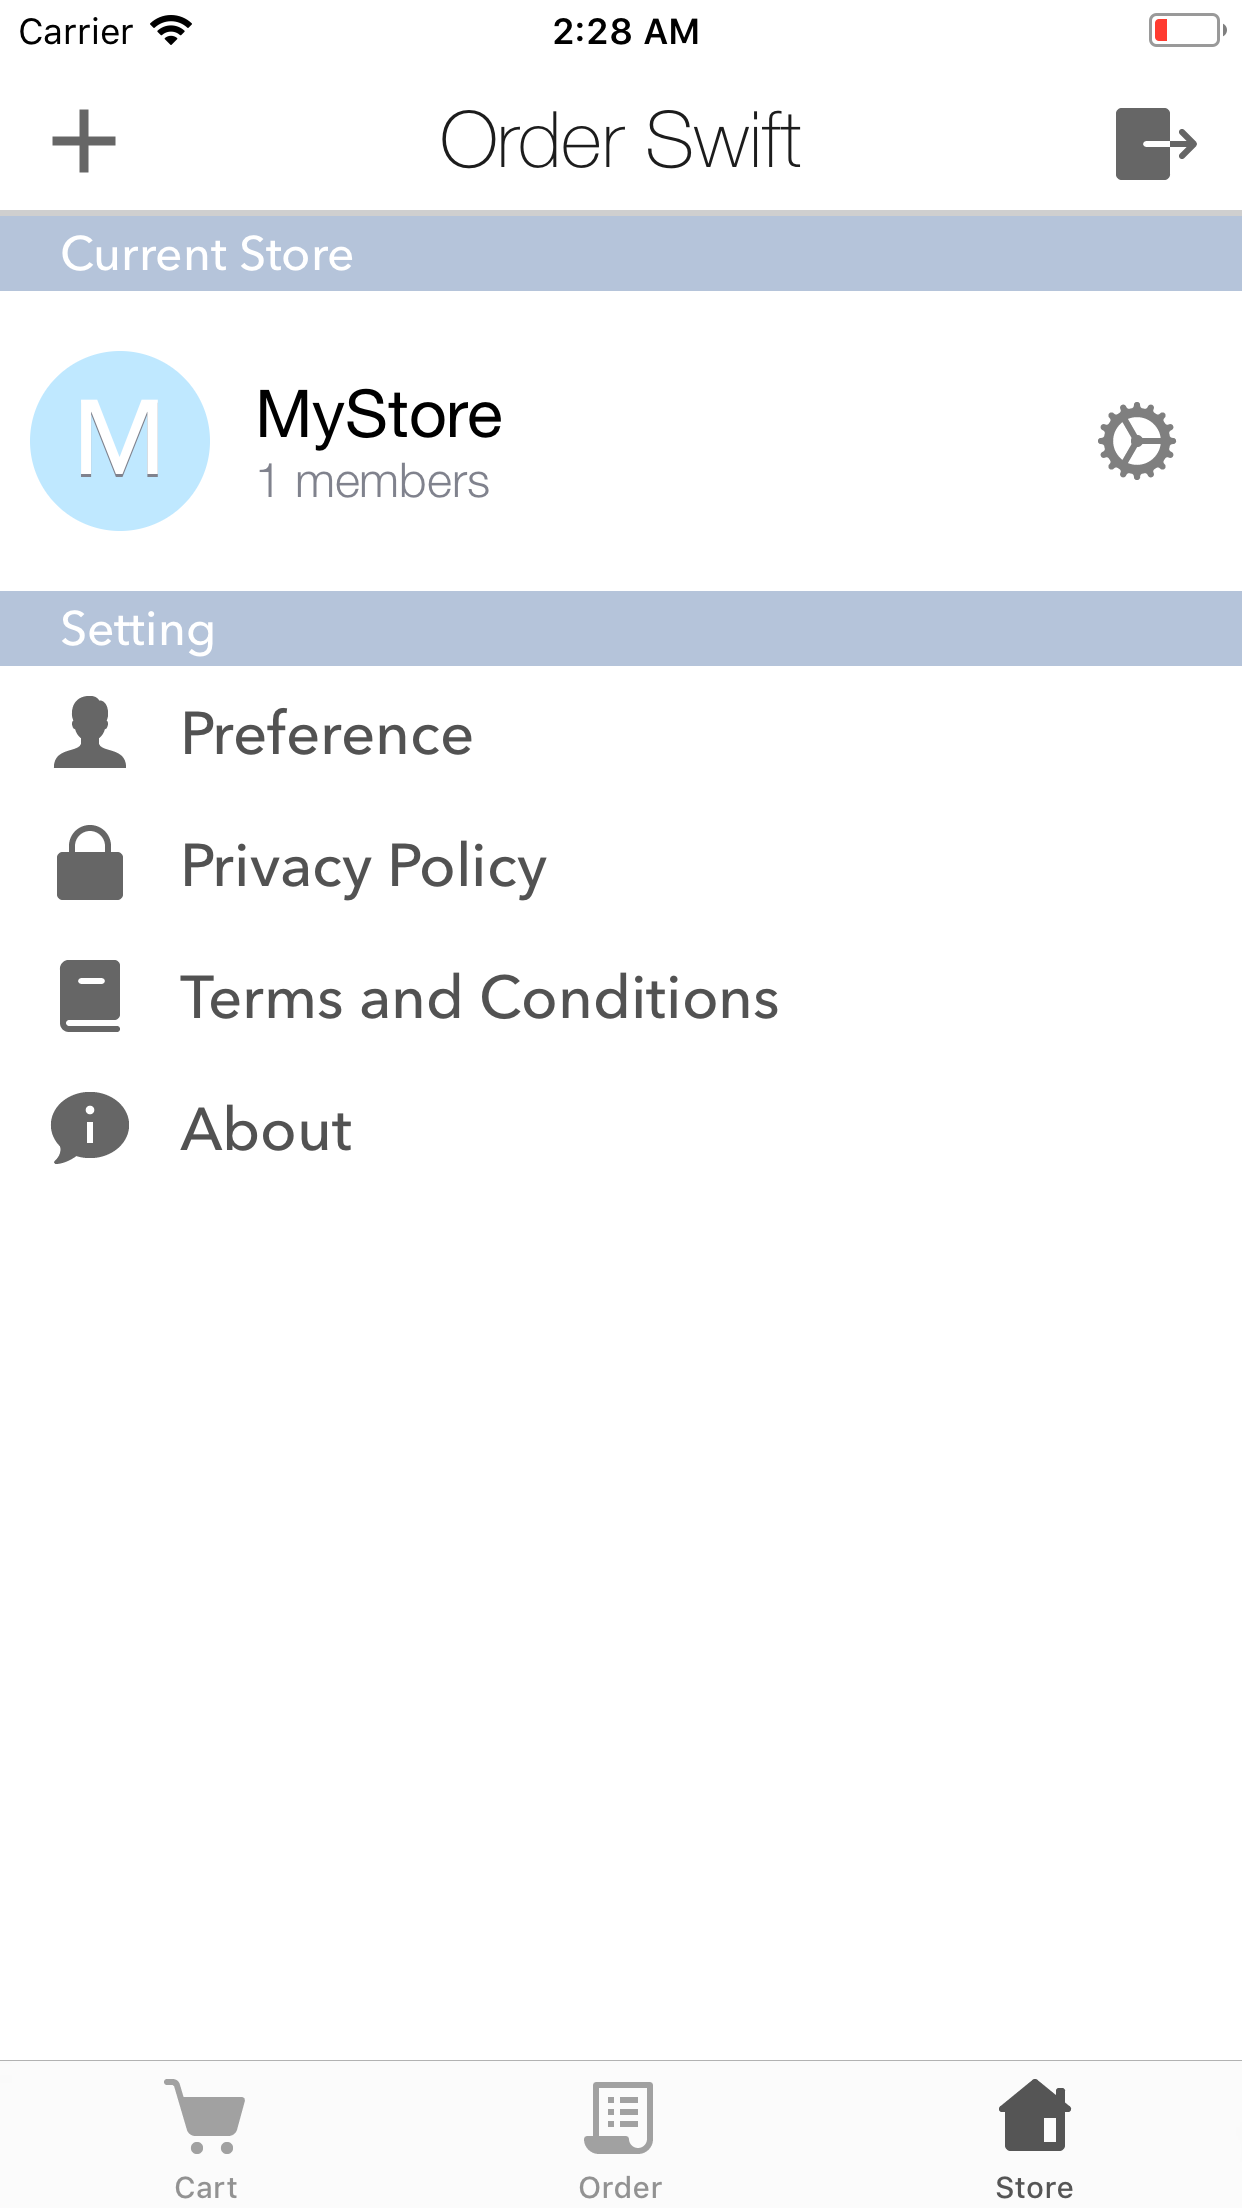 Carrier 2:28 AM
Order Swift
Current Store
M
MyStore
1 members
Setting
Preference
Privacy Policy
Terms and Conditions
About
Cart Order Store